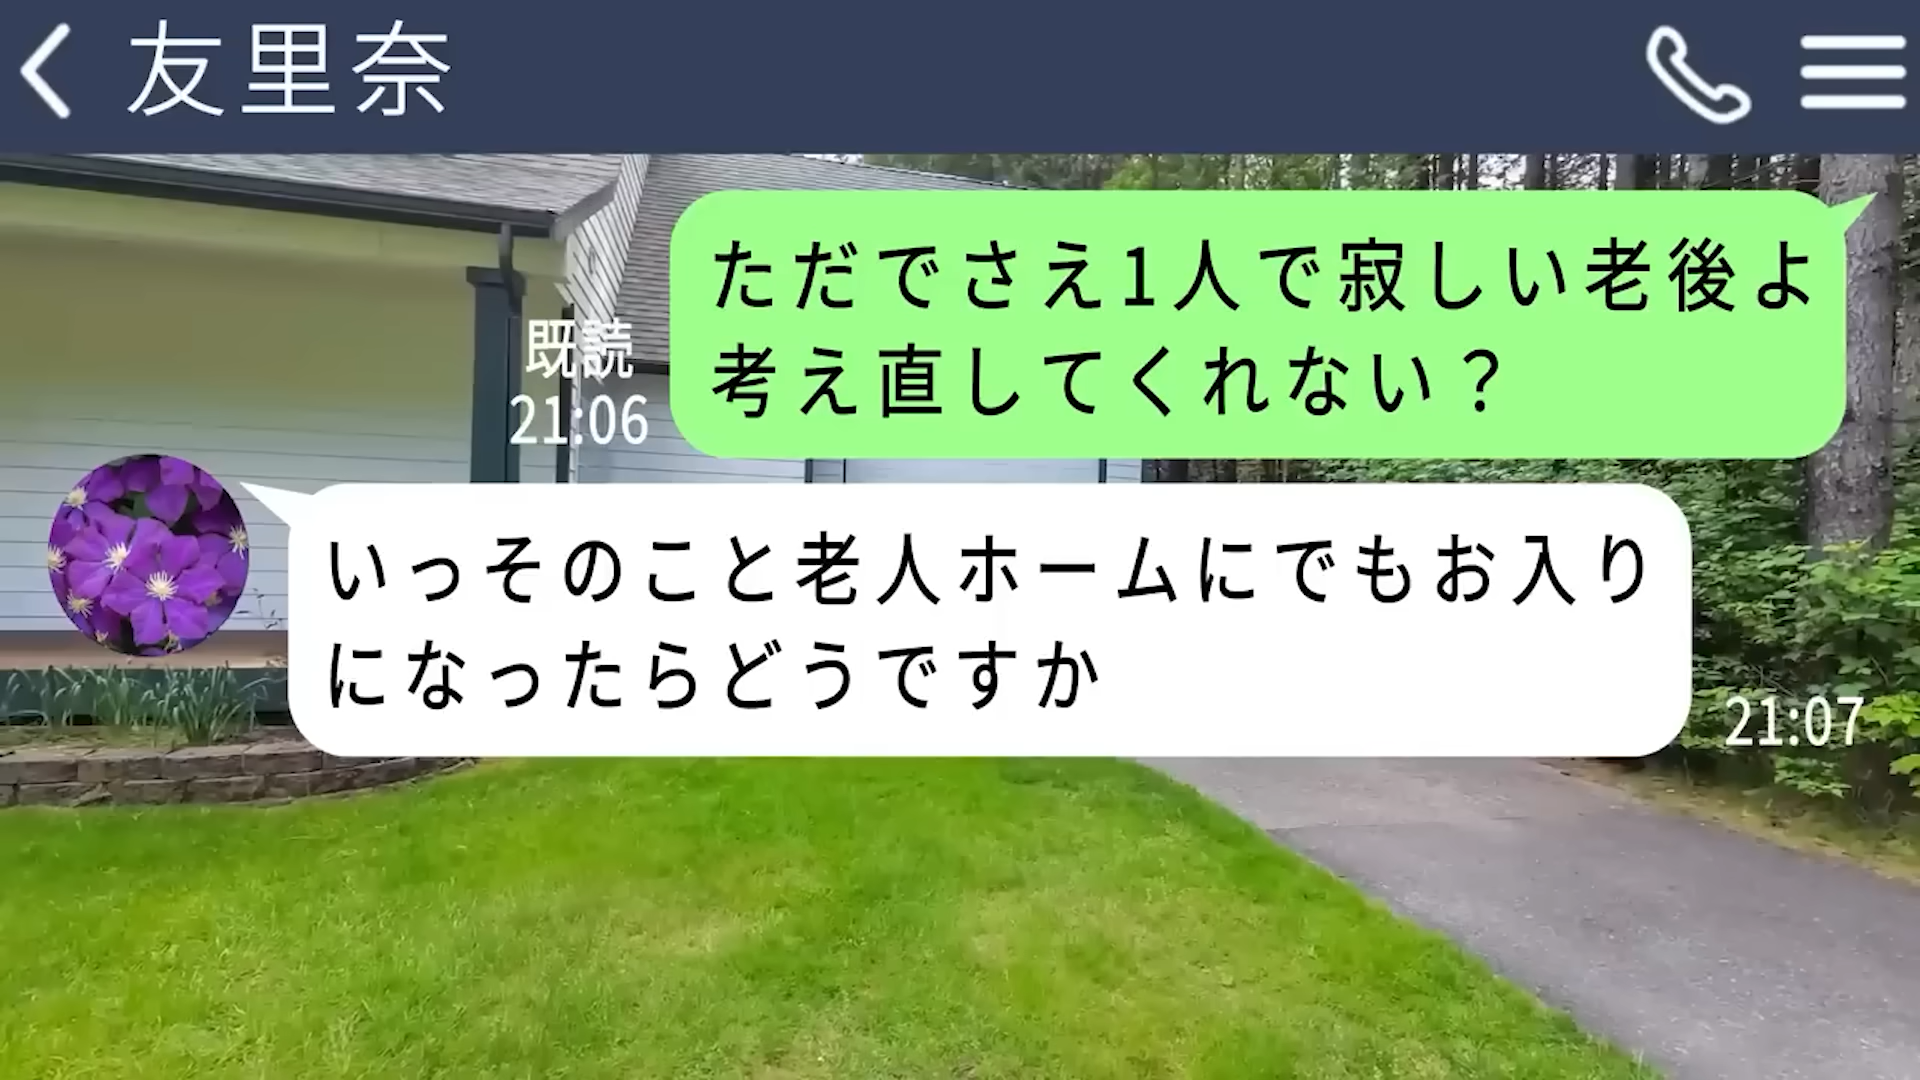 友里奈
ただでさえ1人で寂しい老後よ
考え直してくれない？
既読
21:06
いっそのこと老人ホームにでもお入り
になったらどうですか
21:07